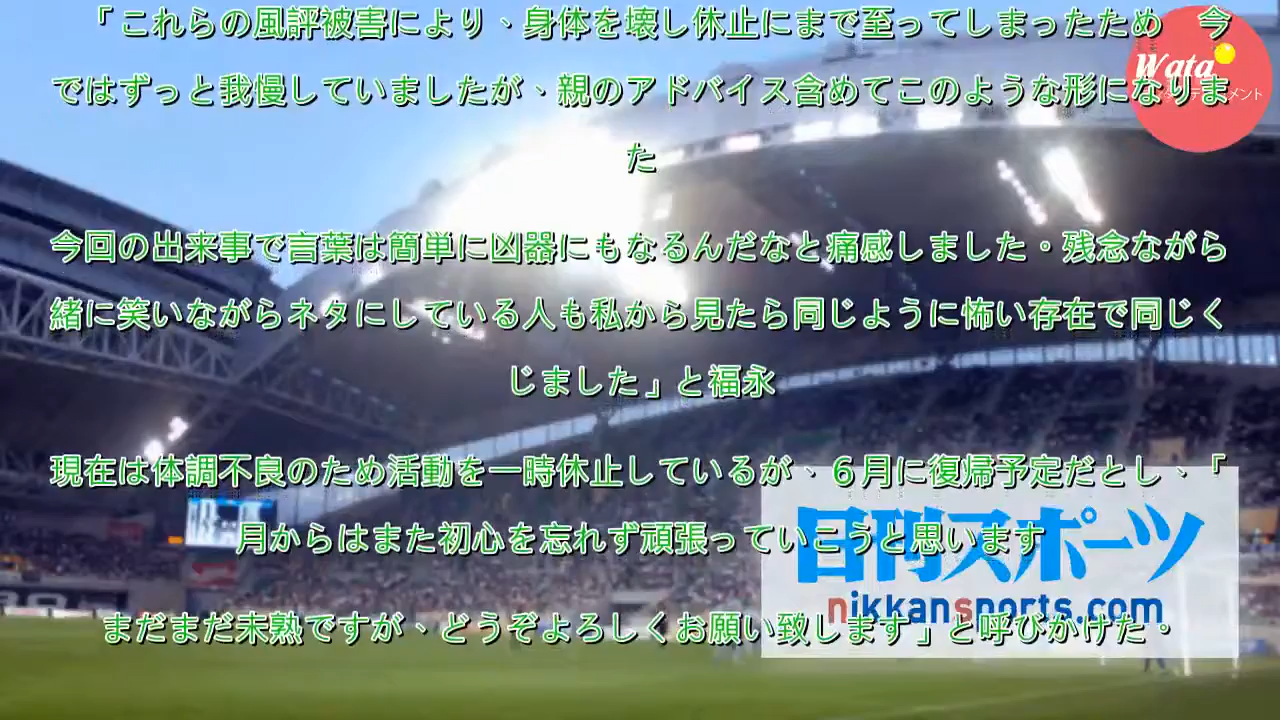 「これらの風評被害により、身体を壊し休止にまで至ってしまったため　今
ではずっと我慢していましたが、親のアドバイス含めてこのような形になりま
た
今回の出来事で言葉は簡単に凶器にもなるんだなと痛感しました・残念ながら
緒に笑いながらネタにしている人も私から見たら同じように怖い存在で同じく
じました」と福永
現在は体調不良のため活動を一時休止しているが、６月に復帰予定だとし、「
月からはまた初心を忘れず頑張っていこうと思います
まだまだ未熟ですが、どうぞよろしくお願い致します」と呼びかけた・
Wata
日刊スポーツ
nikkansports.com